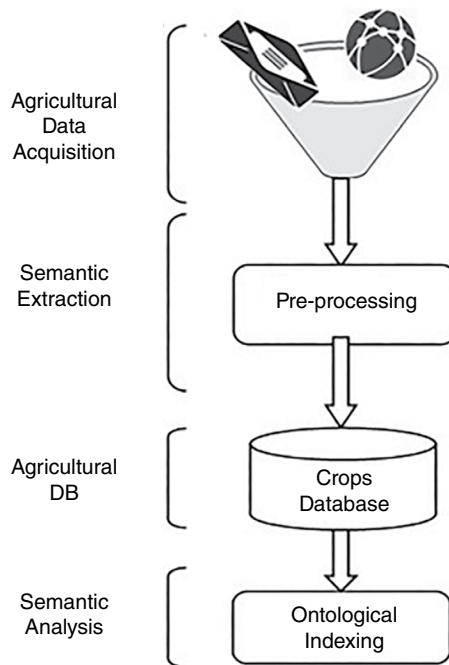 Agricultural
Data
Acquisition
Semantic
Extraction
Pre-processing
Agricultural
DB
Crops
Database
Semantic
Analysis
Ontological
Indexing